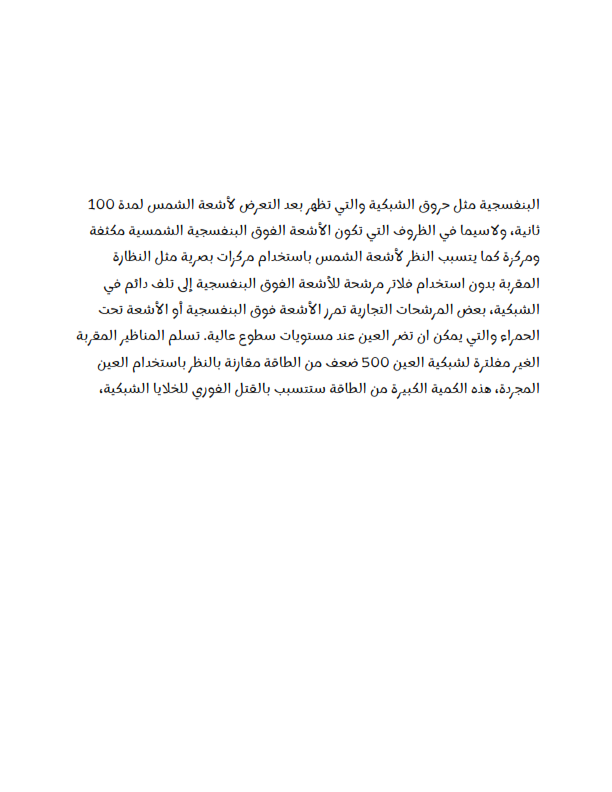 البنفسجية مثل حروق الشبكية والتي تظهر بعد التعرض لأشعة الشمس لمدة 100
ثانية، ولاسيما في الظروف التي تكون الأشعة الفوق البنفسجية الشمسية مكثفة
ومركزة كما يتسبب النظر لأشعة الشمس باستخدام مركزات بصرية مثل النظارة
المقربة بدون استخدام فلاتر مرشحة للأشعة الفوق البنفسجية إلى تلف دائم في
الشبكية، بعض المرشحات التجارية تمرر الأشعة فوق البنفسجية أو الأشعة تحت
الحمراء والتي يمكن ان تضر العين عند مستويات سطوع عالية. تسلم المناظير المقربة
الغير مفلترة لشبكية العين 500 ضعف من الطاقة مقارنة بالنظر باستخدام العين
المجردة، هذه الكمية الكبيرة من الطاقة ستتسبب بالقتل الفوري للخلايا الشبكية،